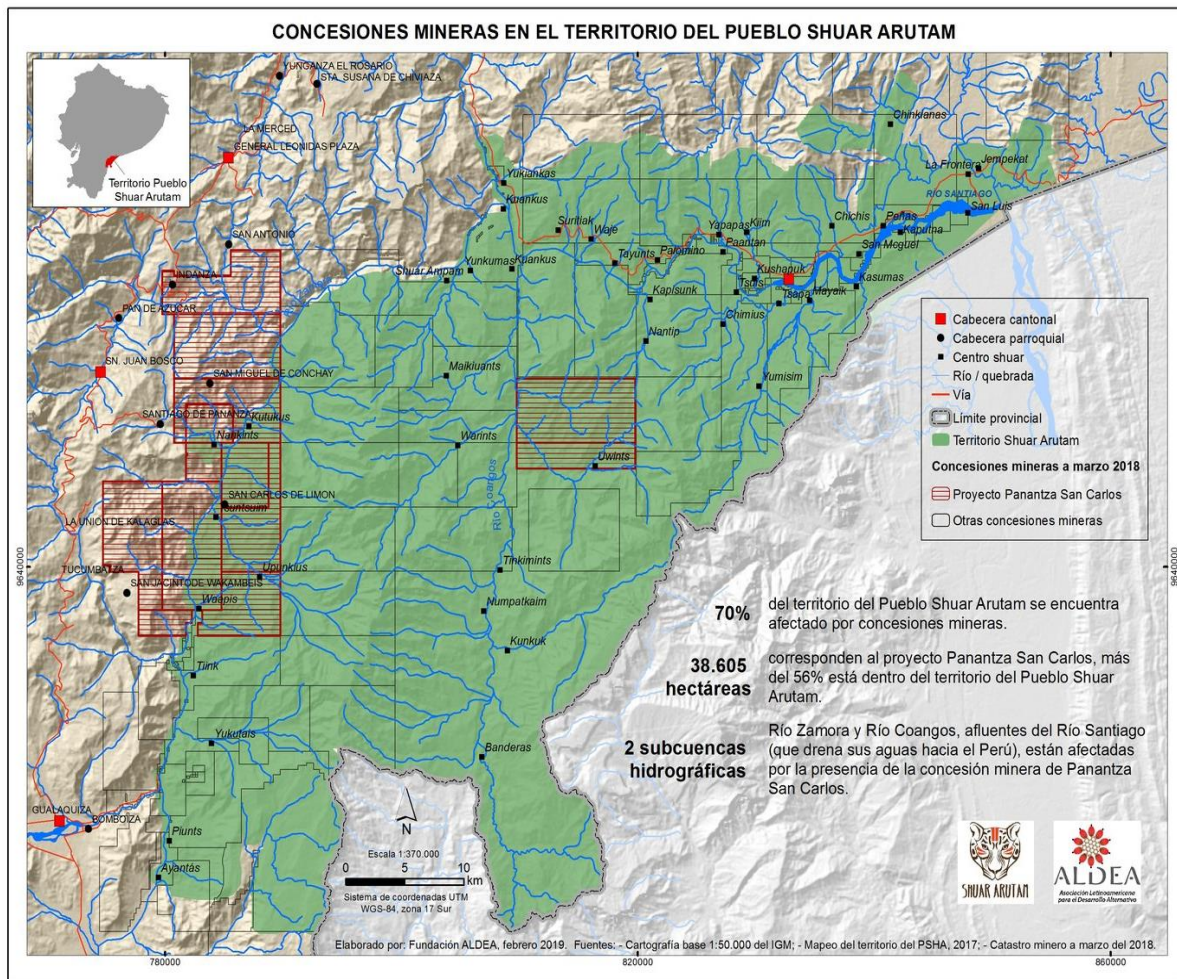 CONCESIONES MINERAS EN EL TERRITORIO DEL PUEBLO SHUAR ARUTAM
YUNGANZA EL ROSARIO
STA. SUSANA DE CHIVIAZA
LA MERCED
GENERAL LEONIDAS PLAZA
Territorio Pueblo
Shuar Arutam
Chinkianas
La Frontera
Jempekat
RÍO SANTIAGO
San Luis
Yukiankas
Kuankus
Suritiak
Waje
Yapapas
Kiim
Chichis
Peñas
Kaputna
SAN ANTONIO
Paantan
Palomino
Tayunts
San Miguel
Yunkumas
Kuankus
Shuar Ampam
INDANZA
Kushapuk
Tsuis
Kasumas
Mayaik
Tsapa
Kapisunk
Chimius
PAN DE AZUCAR
Nantip
SN. JUAN BOSCO
SAN MIGUEL DE CONCHAY
Maikiuants
Yumisim
SANTIAGO DE PANANZA
Kutukus
Nankints
Warints
Uwints
Río Coangos
SAN CARLOS DE LIMON
Tsuntsuim
LA UNIÓN DE KALAGLAS
TUCUMBATZA
SAN JACINTO DE WAKAMBEIS
Upunkius
Tinkimints
Waapis
Numpatkaim
Kunkuk
Tiink
Yukutais
Banderas
GUALAQUIZA
BOMBOIZA
Piunts
Ayantás
Cabecera cantonal
Cabecera parroquial
Centro shuar
Río / quebrada
Vía
Límite provincial
Territorio Shuar Arutam
Concesiones mineras a marzo 2018
Proyecto Panantza San Carlos
Otras concesiones mineras
9640000
9640000
70%
del territorio del Pueblo Shuar Arutam se encuentra
afectado por concesiones mineras.
38.605
hectáreas
corresponden al proyecto Panantza San Carlos, más
del 56% está dentro del territorio del Pueblo Shuar
Arutam.
2 subcuencas
hidrográficas
Río Zamora y Río Coangos, afluentes del Río Santiago
(que drena sus aguas hacia el Perú), están afectadas
por la presencia de la concesión minera de Panantza
San Carlos.
N
Escala 1:370.000
0 5 10
km
Sistema de coordenadas UTM
WGS-84, zona 17 Sur
SHUAR ARUTAM
ALDEA
Asociación Latinoamericana
para el Desarrollo Alternativo
Elaborado por: Fundación ALDEA, febrero 2019. Fuentes: - Cartografía base 1:50.000 del IGM; - Mapeo del territorio del PSHA, 2017; - Catastro minero a marzo del 2018.
780000
820000
860000